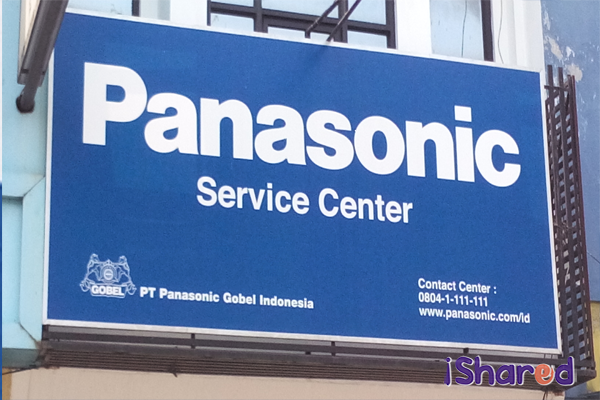 Panasonic
Service Center
GOBEL
PT Panasonic Gobel Indonesia
Contact Center :
0804-1-111-111
www.panasonic.com/id
iShared